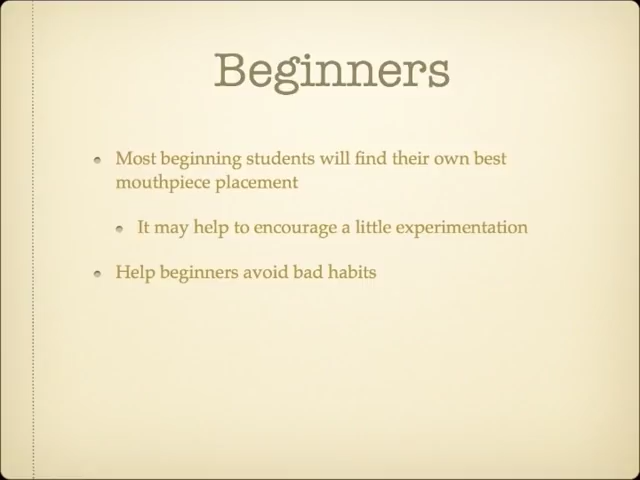 Beginners
Most beginning students will find their own best
mouthpiece placement
It may help to encourage a little experimentation
Help beginners avoid bad habits